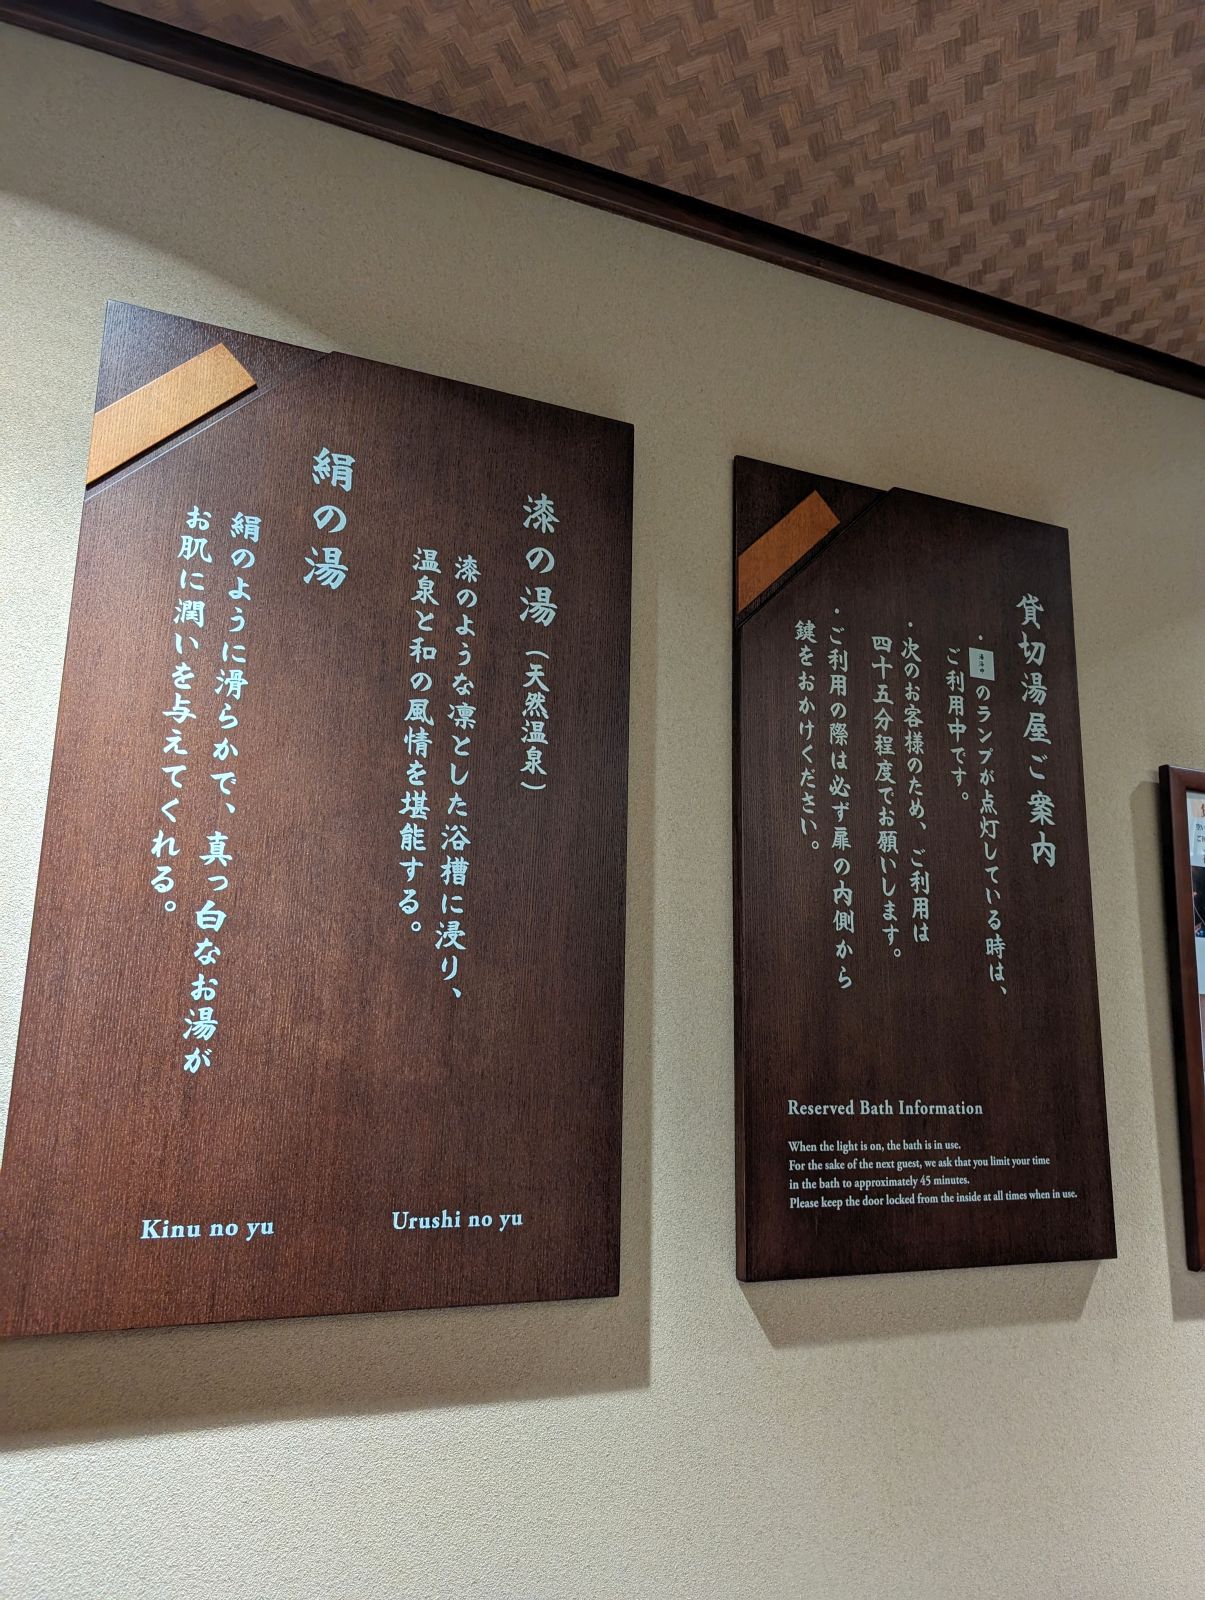 漆の湯(天然温泉)
漆のような凛とした浴槽に浸り、
温泉と和の風情を堪能する。
絹の湯
絹のように滑らかで、真っ白なお湯が
お肌に潤いを与えてくれる。
Kinu no yu
Urushi no yu
貸切湯屋ご案内
・のランプが点灯している時は、
ご利用中です。
・次のお客様のため、ご利用は
四十五分程度でお願いします。
・ご利用の際は必ず扉の内側から
鍵をおかけください。
Reserved Bath Information
When the light is on, the bath is in use.
For the sake of the next guest, we ask that you limit your time
in the bath to approximately 45 minutes.
Please keep the door locked from the inside at all times when in use.